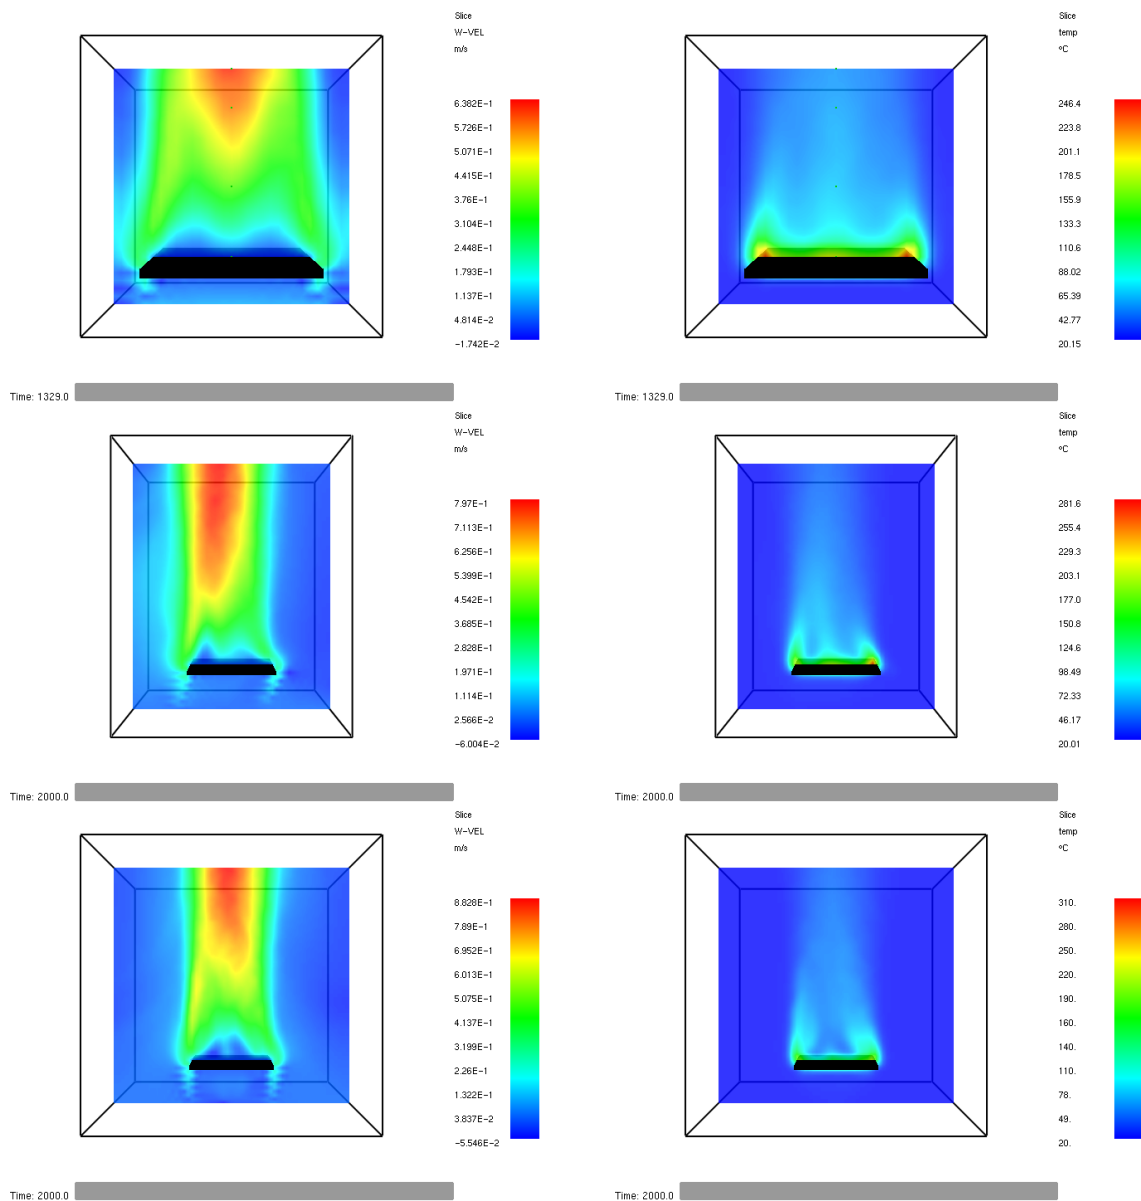 Slice
W-VEL
m/s
6.382E-1
5.726E-1
5.071E-1
4.415E-1
3.76E-1
3.104E-1
2.448E-1
1.793E-1
1.137E-1
4.814E-2
-1.742E-2
Time: 1329.0
Slice
temp
°C
246.4
223.8
201.1
178.5
155.9
133.3
110.6
88.02
65.39
42.77
20.15
Time: 1329.0
Slice
W-VEL
m/s
7.97E-1
7.113E-1
6.256E-1
5.399E-1
4.542E-1
3.685E-1
2.828E-1
1.971E-1
1.114E-1
2.566E-2
-6.004E-2
Time: 2000.0
Slice
temp
°C
281.6
255.4
229.3
203.1
177.0
150.8
124.6
98.49
72.33
46.17
20.01
Time: 2000.0
Slice
W-VEL
m/s
8.828E-1
7.89E-1
6.952E-1
6.013E-1
5.075E-1
4.137E-1
3.199E-1
2.26E-1
1.322E-1
3.837E-2
-5.546E-2
Time: 2000.0
Slice
temp
°C
310.
280.
250.
220.
190.
160.
140.
110.
78.
49.
20.
Time: 2000.0